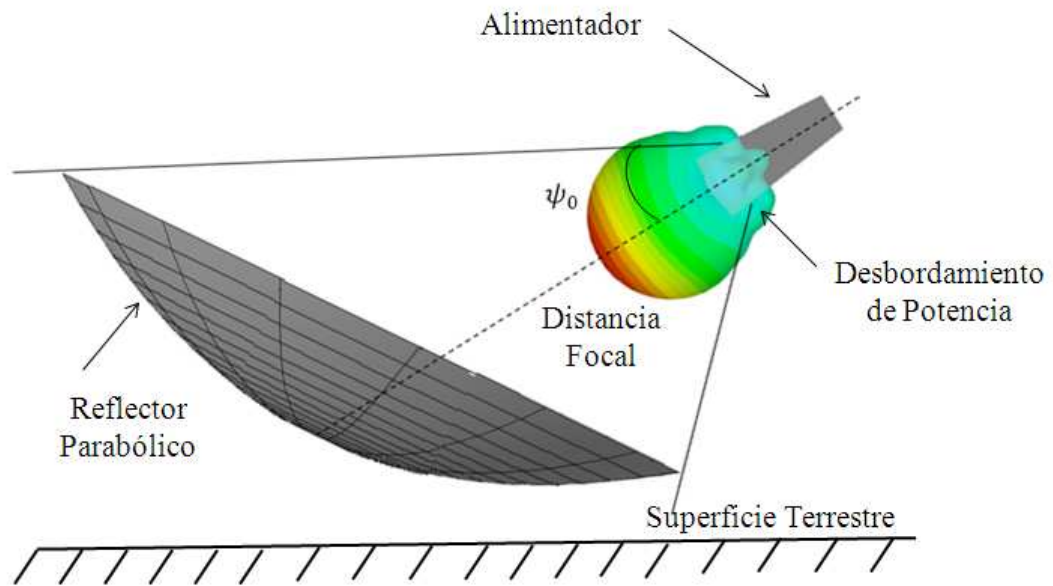 Alimentador
ψ₀
Desbordamiento
de Potencia
Distancia
Focal
Reflector
Parabólico
Superficie Terrestre